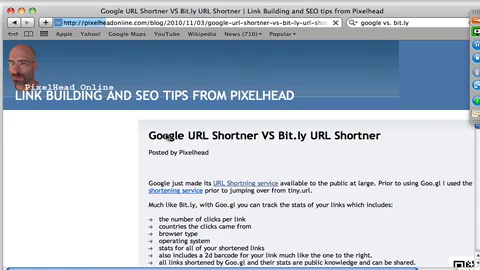 Google URL Shortner VS Bit.ly URL Shortner | Link Building and SEO tips from Pixelhead
http://pixelheadonline.com/blog/2010/11/03/google-url-shortner-vs-bit-ly-url-shor
google vs. bit.ly
Apple Yahoo! Google Maps YouTube Wikipedia News (710) Popular
PixelHead Online
LINK BUILDING AND SEO TIPS FROM PIXELHEAD
Google URL Shortner VS Bit.ly URL Shortner
Posted by Pixelhead
Google just made its URL Shortning service available to the public at large. Prior to using Goo.gl I used the
shortening service prior to jumping over from tiny.url.
Much like Bit.ly, with Goo.gl you can track the stats of your links which includes:
the number of clicks per link
countries the clicks came from
browser type
operating system
stats for all of your shortened links
also includes a 2d barcode for your link much like the one to the right.
all links shortened by Goo.gl and their stats are public knowledge and can be shared.